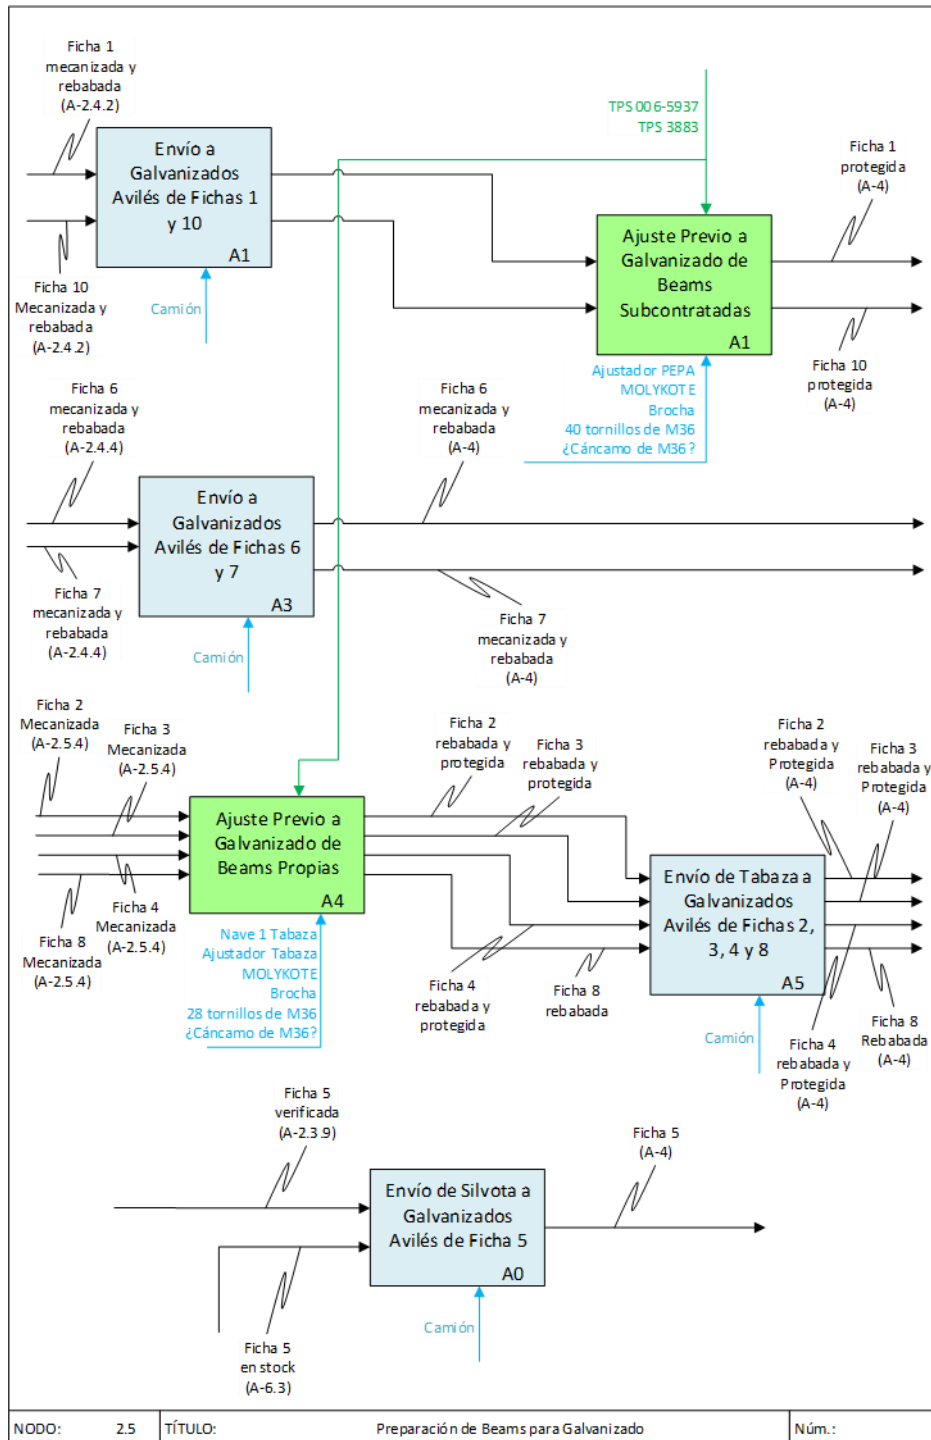 Ficha 1
mecanizada y
rebabada
(A-2.4.2)
Envío a
Galvanizados
Avilés de Fichas 1
y 10
A1
Ficha 10
Mecanizada y
rebabada
(A-2.4.2)
Camión
TPS 006-5937
TPS 3883
Ficha 1
protegida
(A-4)
Ajuste Previo a
Galvanizado de
Beams
Subcontratadas
A1
Ficha 10
protegida
(A-4)
Ajustador PEPA
MOLYKOTE
Brocha
40 tornillos de M36
¿Cáncamo de M36?
Ficha 6
mecanizada y
rebabada
(A-2.4.4)
Ficha 6
mecanizada y
rebabada
(A-4)
Envío a
Galvanizados
Avilés de Fichas 6
y 7
A3
Ficha 7
mecanizada y
rebabada
(A-2.4.4)
Camión
Ficha 7
mecanizada y
rebabada
(A-4)
Ficha 2
Mecanizada
(A-2.5.4)
Ficha 3
Mecanizada
(A-2.5.4)
Ajuste Previo a
Galvanizado de
Beams Propias
A4
Ficha 4
Mecanizada
(A-2.5.4)
Ficha 8
Mecanizada
(A-2.5.4)
Nave 1 Tabaza
Ajustador Tabaza
MOLYKOTE
Brocha
28 tornillos de M36
¿Cáncamo de M36?
Ficha 2
rebabada y
protegida
Ficha 3
rebabada y
protegida
Ficha 4
rebabada y
protegida
Ficha 8
rebabada
Envío de Tabaza a
Galvanizados
Avilés de Fichas 2,
3, 4 y 8
A5
Camión
Ficha 2
rebabada y
Protegida
(A-4)
Ficha 3
rebabada y
Protegida
(A-4)
Ficha 4
rebabada y
Protegida
(A-4)
Ficha 8
Rebabada
(A-4)
Ficha 5
verificada
(A-2.3.9)
Envío de Silvota a
Galvanizados
Avilés de Ficha 5
A0
Ficha 5
(A-4)
Ficha 5
en stock
(A-6.3)
Camión
NODO: 2.5 TÍTULO: Preparación de Beams para Galvanizado Núm.: